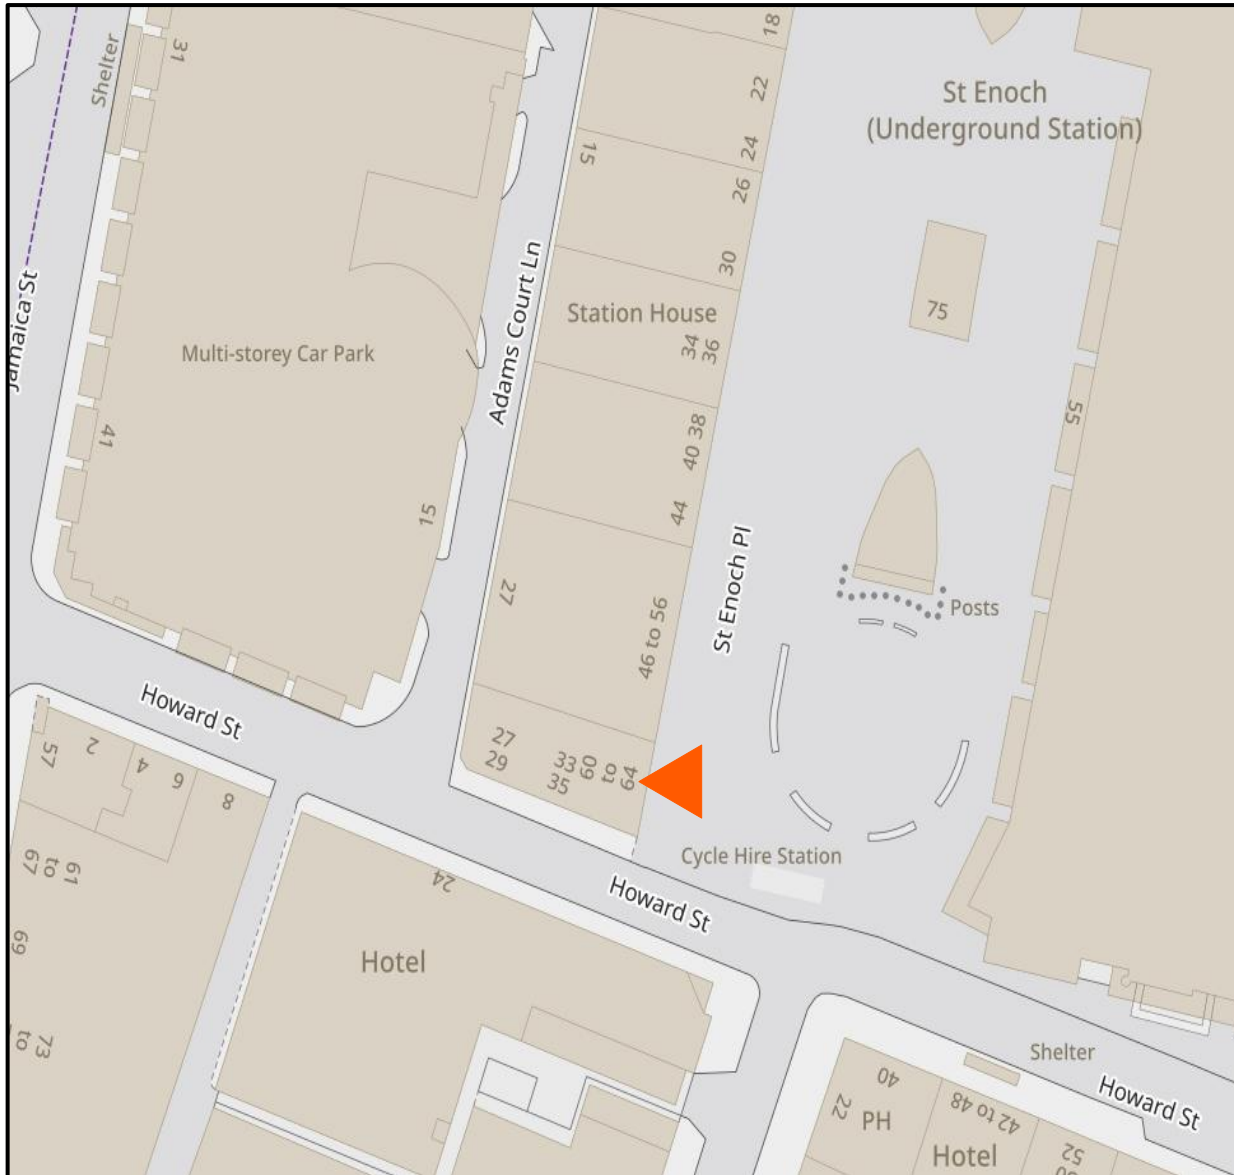 18
31
Shelter
22
St Enoch
(Underground Station)
24
15
26
30
Jamaica St
Adams Court Ln
Station House
75
34
36
Multi-storey Car Park
38
40
55
41
44
15
St Enoch Pl
27
46 to 56
Posts
Howard St
27
29
33
35
60
to
64
57
2
4
6
8
Cycle Hire Station
61
to
67
24
Howard St
69
Hotel
73
to
Shelter
40
22
PH
42 to 48
Howard St
Hotel
52